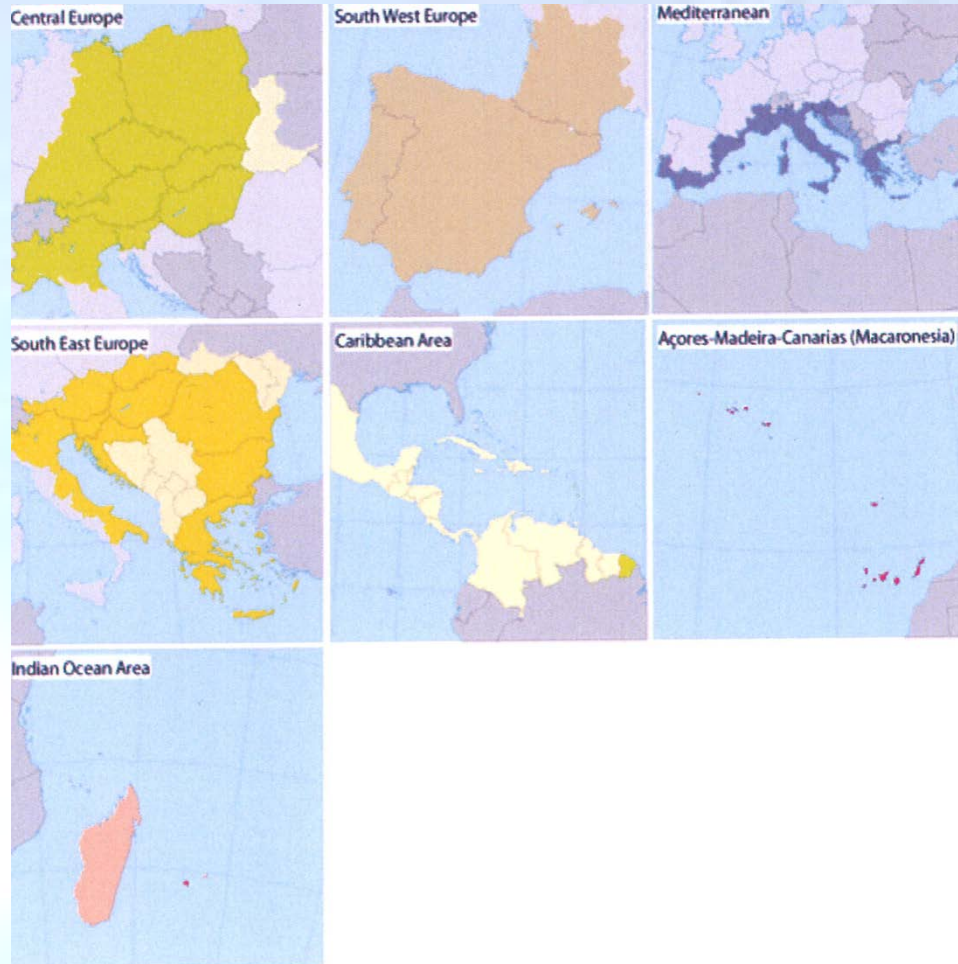 Central Europe
South West Europe
Mediterranean
South East Europe
Caribbean Area
Açores-Madeira-Canarias (Macaronesia)
Indian Ocean Area